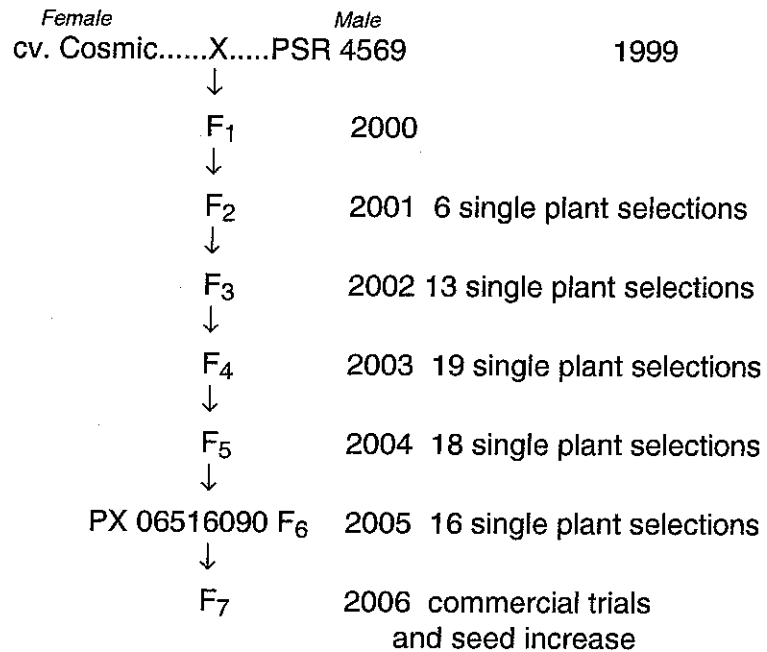 Female Male
cv. Cosmic......X.....PSR 4569 1999
↓
F₁ 2000
↓
F₂ 2001 6 single plant selections
↓
F₃ 2002 13 single plant selections
↓
F₄ 2003 19 single plant selections
↓
F₅ 2004 18 single plant selections
↓
PX 06516090 F₆ 2005 16 single plant selections
↓
F₇ 2006 commercial trials
and seed increase